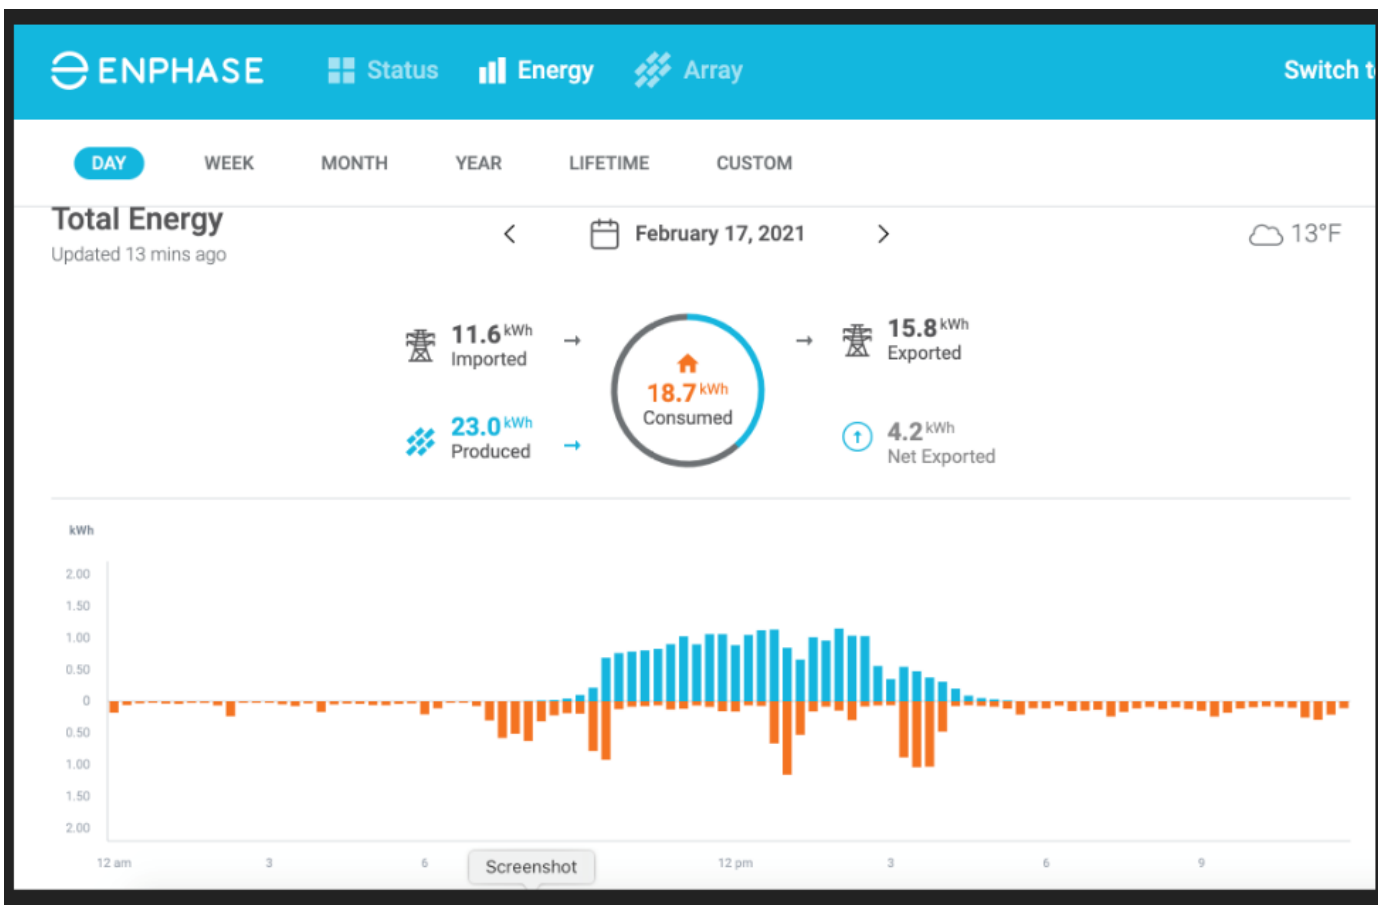 ENPHASE Status Energy Array Switch t
DAY WEEK MONTH YEAR LIFETIME CUSTOM
Total Energy
Updated 13 mins ago
February 17, 2021
13°F
11.6 kWh
Imported
23.0 kWh
Produced
18.7 kWh
Consumed
15.8 kWh
Exported
4.2 kWh
Net Exported
kWh
2.00
1.50
1.00
0.50
0
0.50
1.00
1.50
2.00
12 am 3 6 12 pm 3 6 9
Screenshot